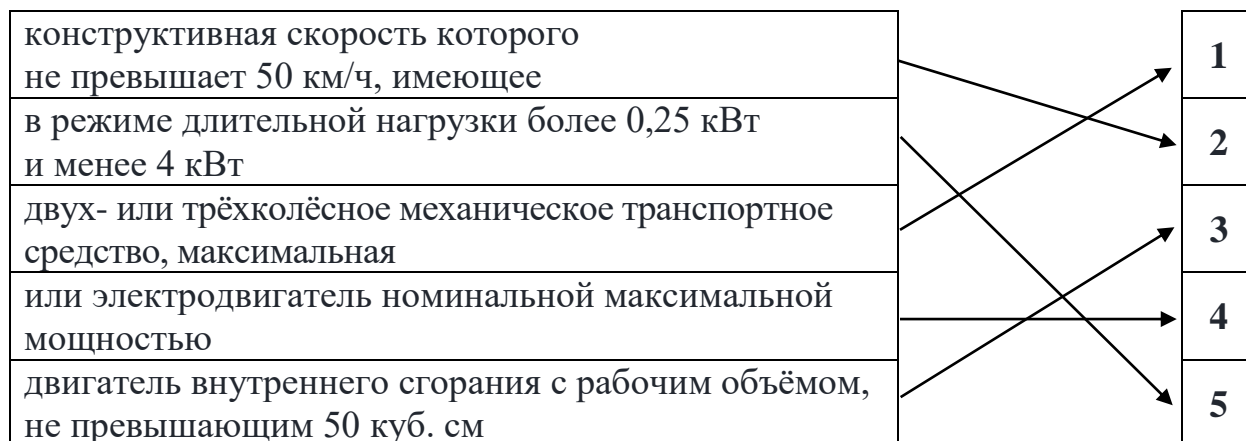 конструктивная скорость которого
не превышает 50 км/ч, имеющее
1
в режиме длительной нагрузки более 0,25 кВт
и менее 4 кВт
2
двух- или трёхколёсное механическое транспортное
средство, максимальная
3
или электродвигатель номинальной максимальной
мощностью
4
двигатель внутреннего сгорания с рабочим объёмом,
не превышающим 50 куб. см
5